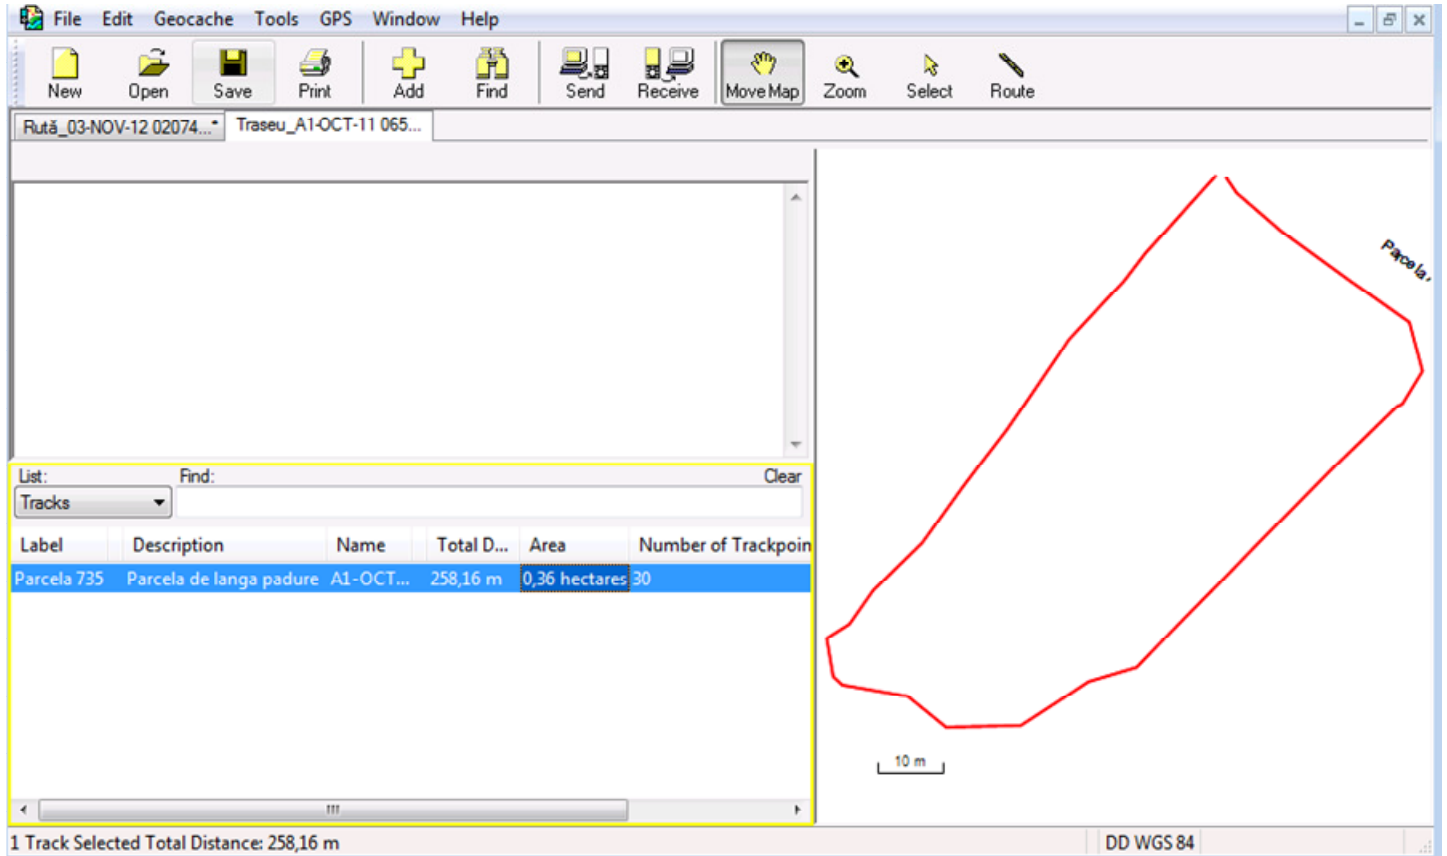 File Edit Geocache Tools GPS Window Help
New Open Save Print Add Find Send Receive Move Map Zoom Select Route
Rută_03-NOV-12 02074...* Traseu_A1-OCT-11 065...
Parcela
List: Find: Clear
Tracks
Label Description Name Total D... Area Number of Trackpoin
Parcela 735 Parcela de langa padure A1-OCT... 258,16 m 0,36 hectares 30
10 m
1 Track Selected Total Distance: 258,16 m DD WGS 84